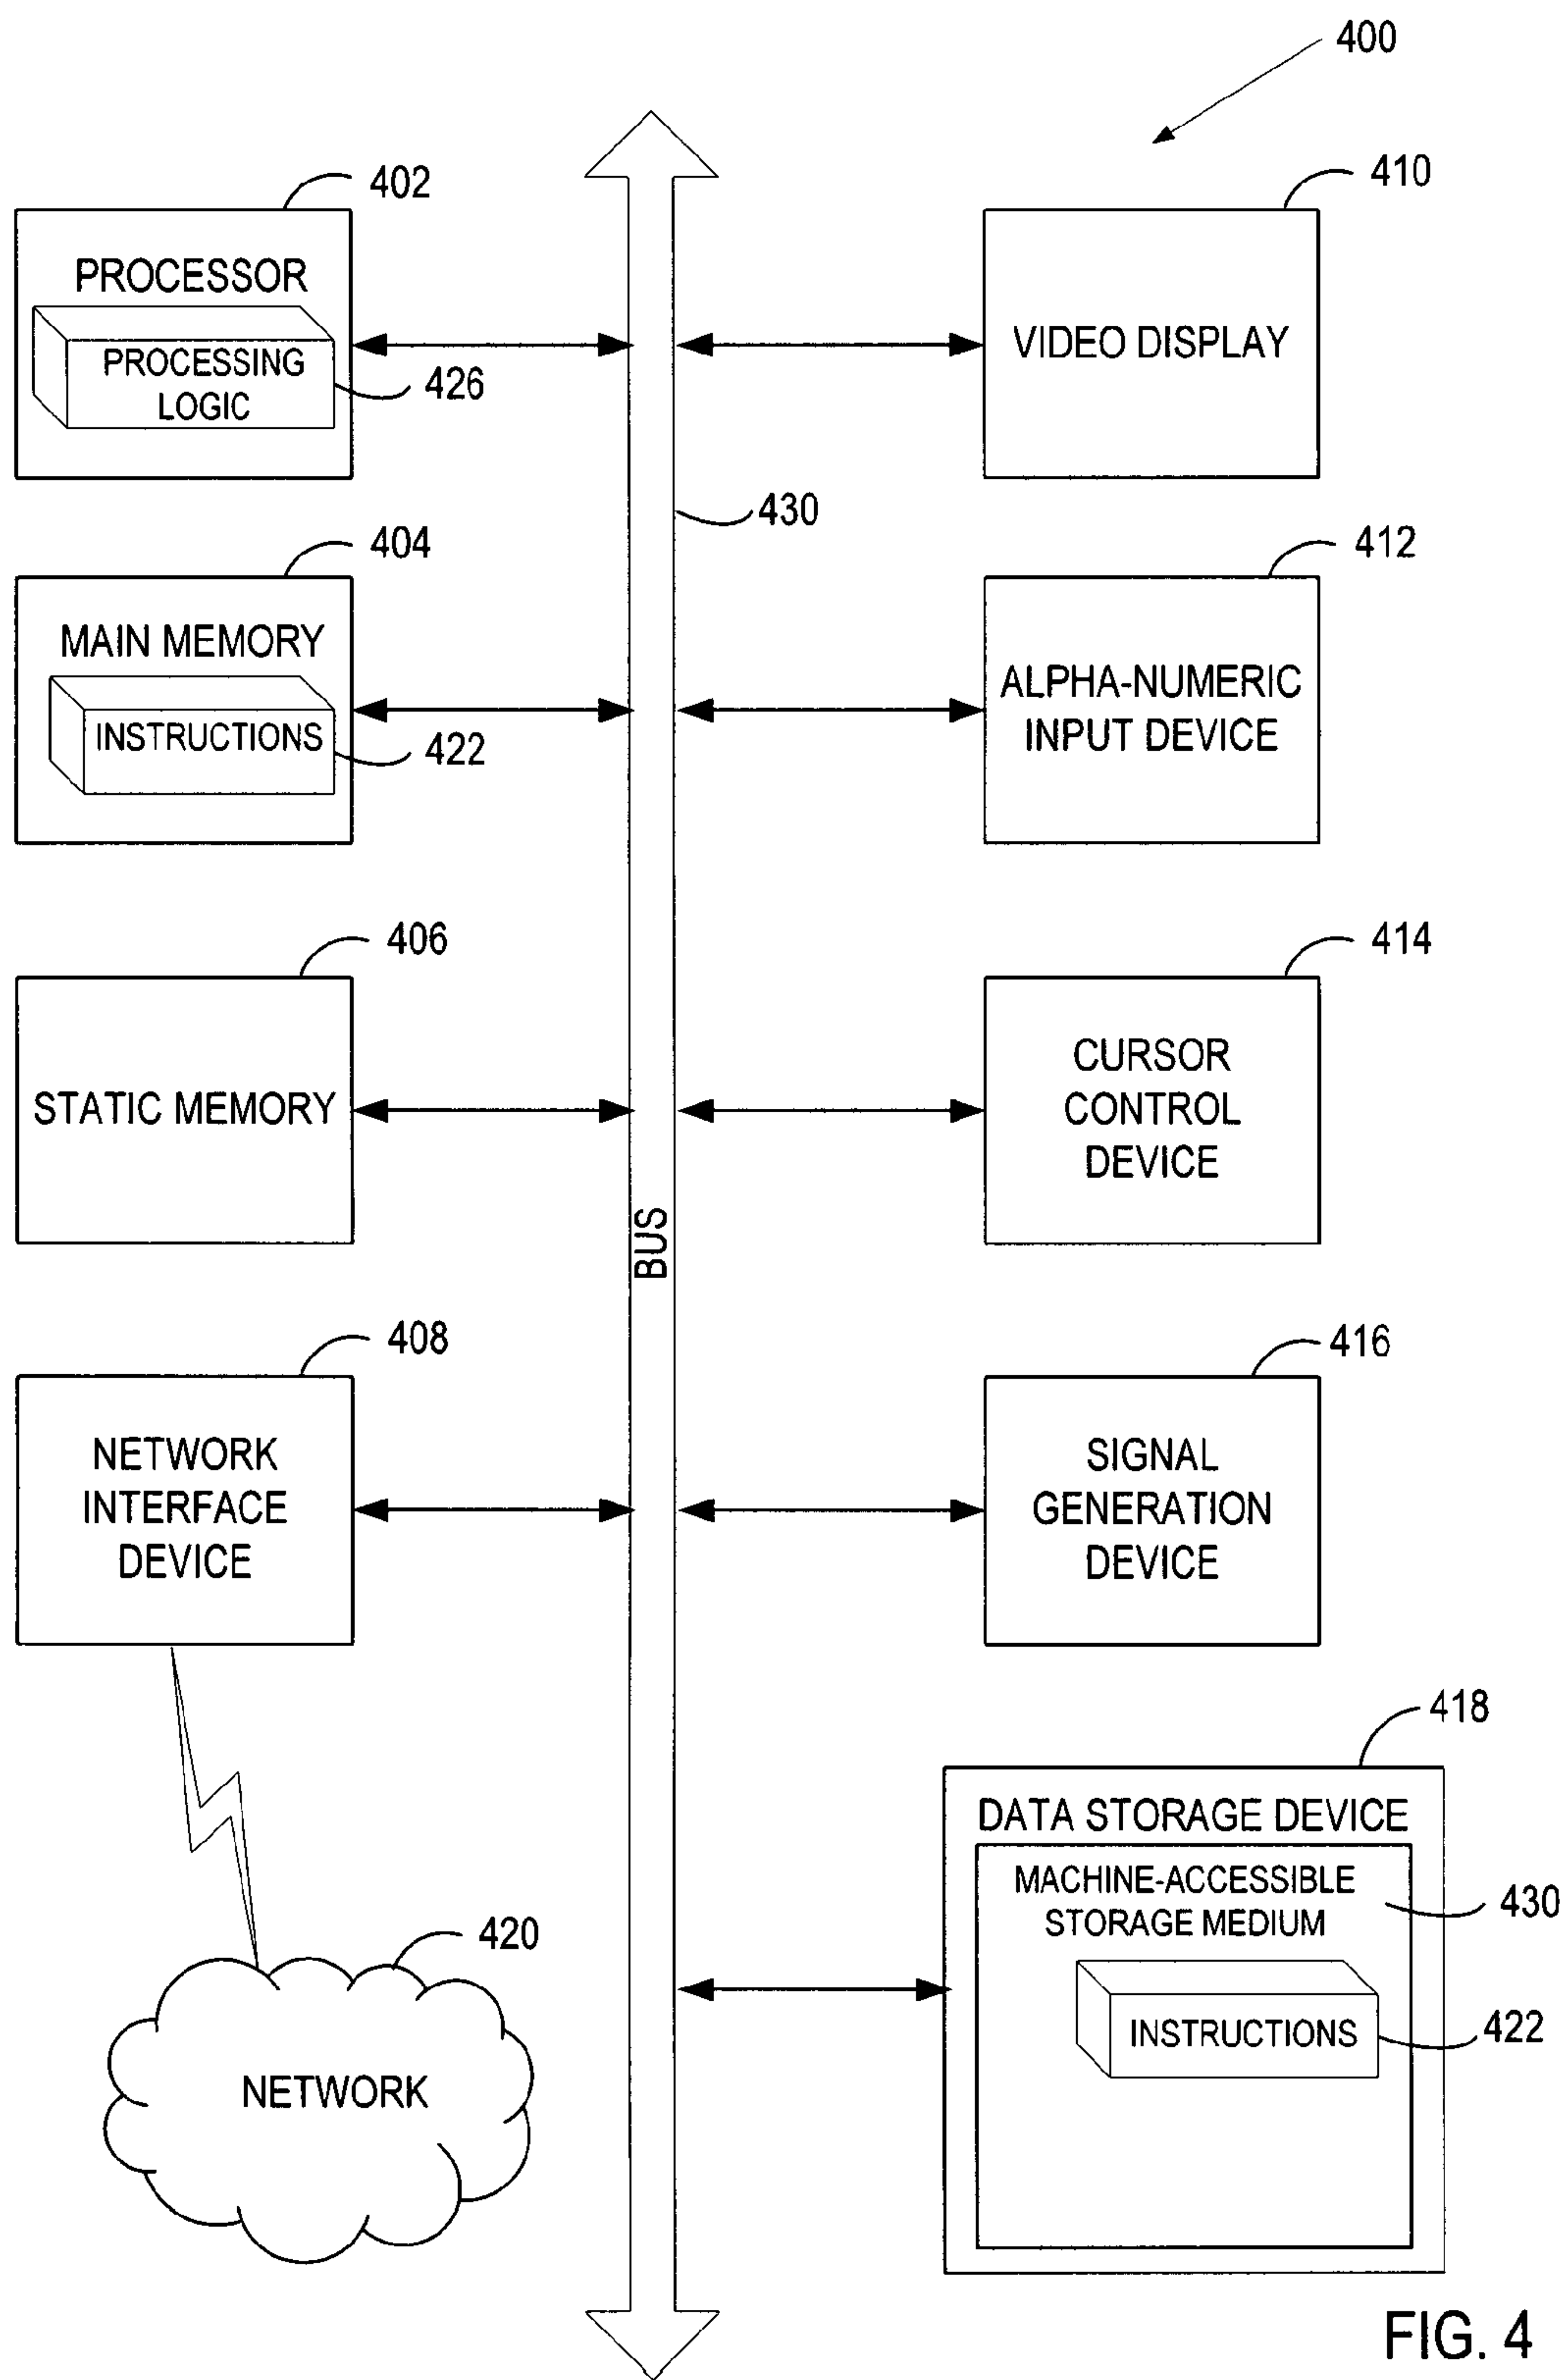 400
402
PROCESSOR
PROCESSING
LOGIC
426
410
VIDEO DISPLAY
430
404
MAIN MEMORY
INSTRUCTIONS
422
412
ALPHA-NUMERIC
INPUT DEVICE
406
STATIC MEMORY
414
CURSOR
CONTROL
DEVICE
BUS
408
NETWORK
INTERFACE
DEVICE
416
SIGNAL
GENERATION
DEVICE
418
DATA STORAGE DEVICE
MACHINE-ACCESSIBLE
STORAGE MEDIUM
430
INSTRUCTIONS
422
420
NETWORK
FIG. 4